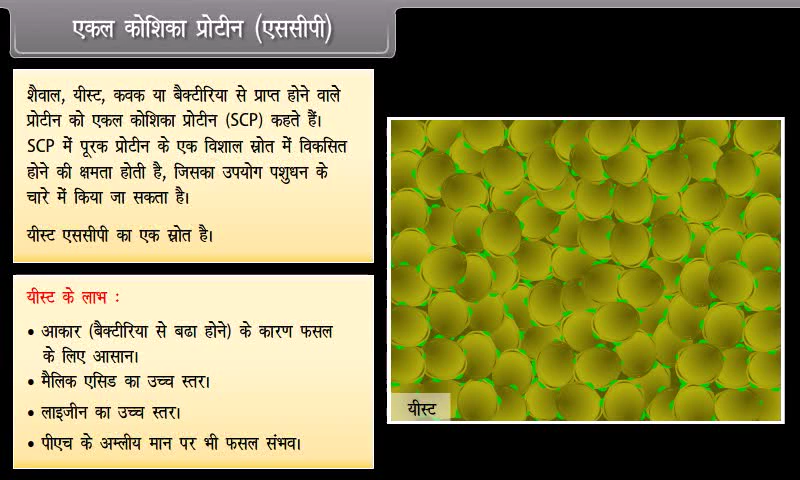 एकल कोशिका प्रोटीन (एससीपी)
शैवाल, यीस्ट, कवक या बैक्टीरिया से प्राप्त होने वाले
प्रोटीन को एकल कोशिका प्रोटीन (SCP) कहते हैं।
SCP में पूरक प्रोटीन के एक विशाल स्रोत में विकसित
होने की क्षमता होती है, जिसका उपयोग पशुधन के
चारे में किया जा सकता है।
यीस्ट एससीपी का एक स्रोत है।
यीस्ट के लाभ :
• आकार (बैक्टीरिया से बढा होने) के कारण फसल
के लिए आसान।
• मैलिक एसिड का उच्च स्तर।
• लाइजीन का उच्च स्तर।
• पीएच के अम्लीय मान पर भी फसल संभव।
यीस्ट